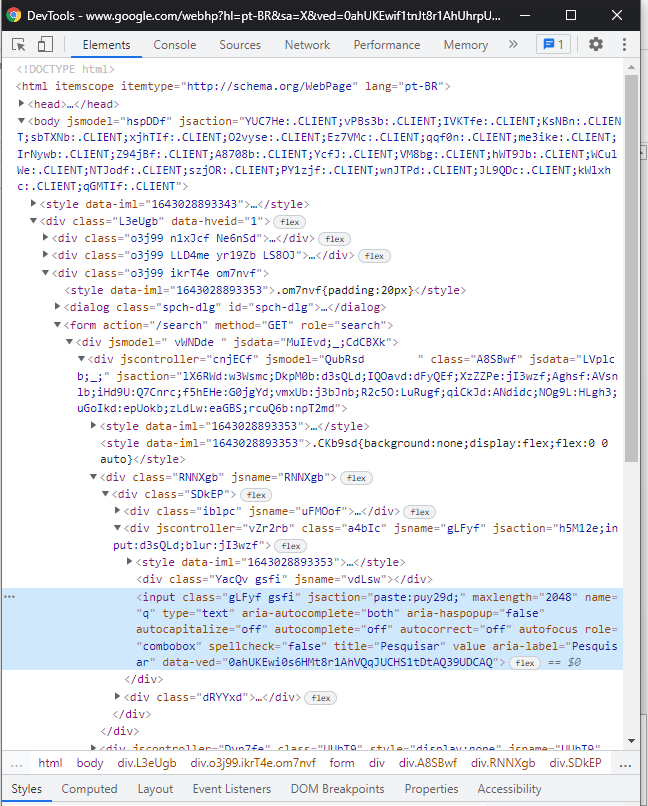 DevTools - www.google.com/webhp?hl=pt-BR&sa=X&ved=0ahUKEwif1tnJt8r1AhUhrpU...
Elements Console Sources Network Performance Memory » 1
<!DOCTYPE html>
<html itemscope itemtype="http://schema.org/WebPage" lang="pt-BR">
<head>…</head>
<body jsmodel="hspDDf" jsaction="YUC7He:.CLIENT;vPBs3b:.CLIENT;IVKTfe:.CLIENT;KsNBn:.CLIEN
T;sbTXNb:.CLIENT;xjhTIf:.CLIENT;O2vyse:.CLIENT;Ez7VMc:.CLIENT;qqf0n:.CLIENT;me3ike:.CLIENT;
IrNywb:.CLIENT;Z94jBf:.CLIENT;A8708b:.CLIENT;YcfJ:.CLIENT;VM8bg:.CLIENT;hWT9Jb:.CLIENT;WCul
We:.CLIENT;NTJodf:.CLIENT;szjOR:.CLIENT;PY1zjf:.CLIENT;wnJTPd:.CLIENT;JL9QDc:.CLIENT;kWlxh
c:.CLIENT;qGMTIf:.CLIENT">
<style data-iml="1643028893343">…</style>
<div class="L3eUgb" data-hveid="1"> flex
<div class="o3j99 n1xJcf Ne6nSd">…</div> flex
<div class="o3j99 LLD4me yr19Zb LS8OJ">…</div> flex
<div class="o3j99 ikrT4e om7nvf">
<style data-iml="1643028893353">.om7nvf{padding:20px}</style>
<dialog class="spch-dlg" id="spch-dlg">…</dialog>
<form action="/search" method="GET" role="search">
<div jsmodel=" vWNDde " jsdata="MuIEvd;_;CdCBXk">
<div jscontroller="cnjECf" jsmodel="QubRsd " class="A8SBwf" jsdata="LVplc
b;_;" jsaction="lX6RWd:w3Wsmc;DkpM0b:d3sQLd;IQOavd:dFyQEf;XzZZPe:jI3wzf;Aghsf:AVsn
lb;iHd9U:Q7Cnrc;f5hEHe:G0jgYd;vmxUb:j3bJnb;R2c5O:LuRugf;qiCkJd:ANdidc;NOg9L:HLgh3;
uGoIkd:epUokb;zLdLw:eaGBS;rcuQ6b:npT2md">
<style data-iml="1643028893353">…</style>
<style data-iml="1643028893353">.CKb9sd{background:none;display:flex;flex:0 0
auto}</style>
<div class="RNNXgb" jsname="RNNXgb"> flex
<div class="SDkEP"> flex
<div class="iblpc" jsname="uFMOof">…</div> flex
<div jscontroller="vZr2rb" class="a4bIc" jsname="gLFyf" jsaction="h5M12e;in
put:d3sQLd;blur:jI3wzf"> flex
<style data-iml="1643028893353">…</style>
<div class="YacQv gsfi" jsname="vdLsw"></div>
<input class="gLFyf gsfi" jsaction="paste:puy29d;" maxlength="2048" name=
"q" type="text" aria-autocomplete="both" aria-haspopup="false"
autocapitalize="off" autocomplete="off" autocorrect="off" autofocus role=
"combobox" spellcheck="false" title="Pesquisar" value aria-label="Pesquis
ar" data-ved="0ahUKEwi0s6HMt8r1AhVQqJUCHS1tDtAQ39UDCAQ"> flex == $0
</div>
<div class="dRYYxd">…</div> flex
</div>
</div>
<div jscontroller="Dvn7fe" class="UUbT9" style="display:none" jsname="UUbT9"
... html body div.L3eUgb div.o3j99.ikrT4e.om7nvf form div div.A8SBwf div.RNNXgb div.SDkEP ...
Styles Computed Layout Event Listeners DOM Breakpoints Properties Accessibility